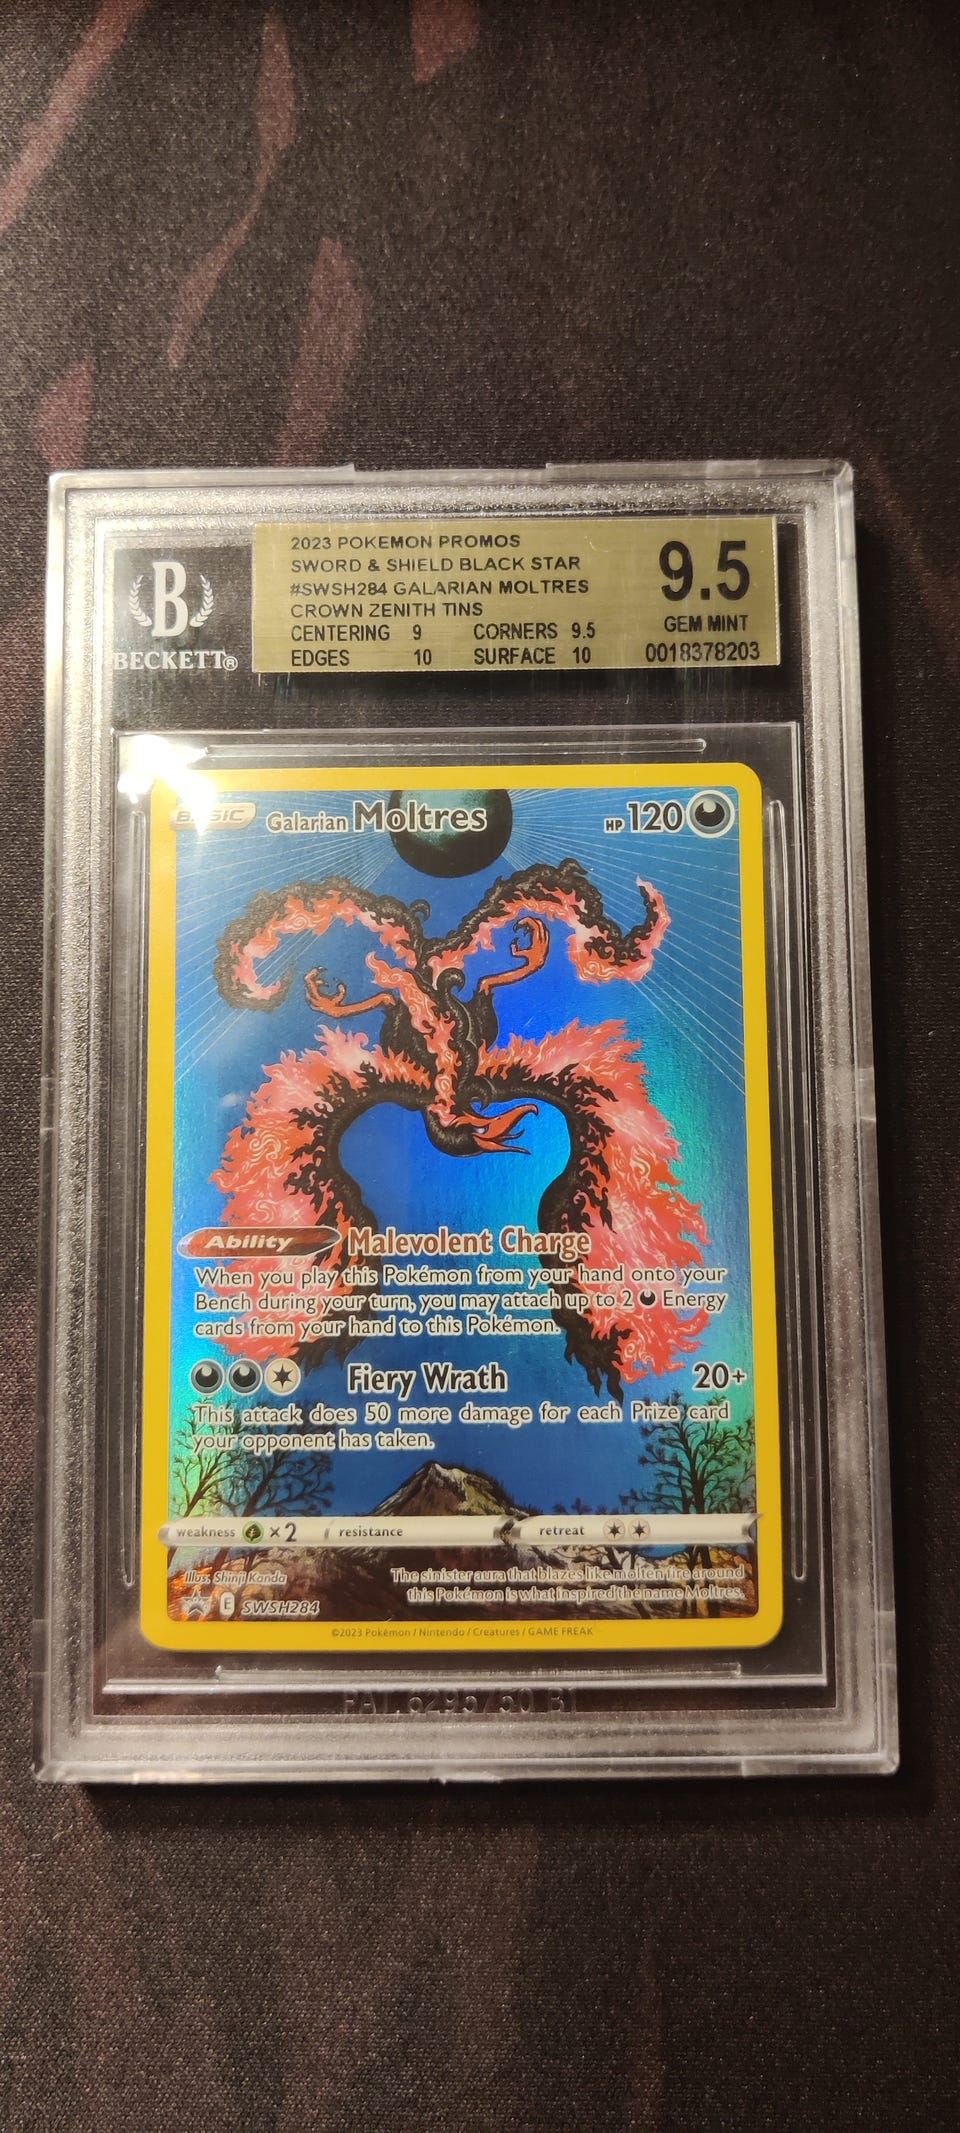 2023 POKEMON PROMOS
SWORD & SHIELD BLACK STAR
#SWSH284 GALARIAN MOLTRES
CROWN ZENITH TINS
CENTERING 9 CORNERS 9.5
EDGES 10 SURFACE 10
9.5
GEM MINT
0018378203
B
BECKETT®
BASIC Galarian Moltres HP 120
Ability Malevolent Charge
When you play this Pokémon from your hand onto your
Bench during your turn, you may attach up to 2 Energy
cards from your hand to this Pokémon.
Fiery Wrath 20+
This attack does 50 more damage for each Prize card
your opponent has taken.
weakness ×2 resistance retreat
Illus. Shinji Kanda
The sinister aura that blazes like molten fire around
this Pokémon is what inspired the name Moltres.
E SWSH284
©2023 Pokémon / Nintendo / Creatures / GAME FREAK
PAT. 6295750 B1